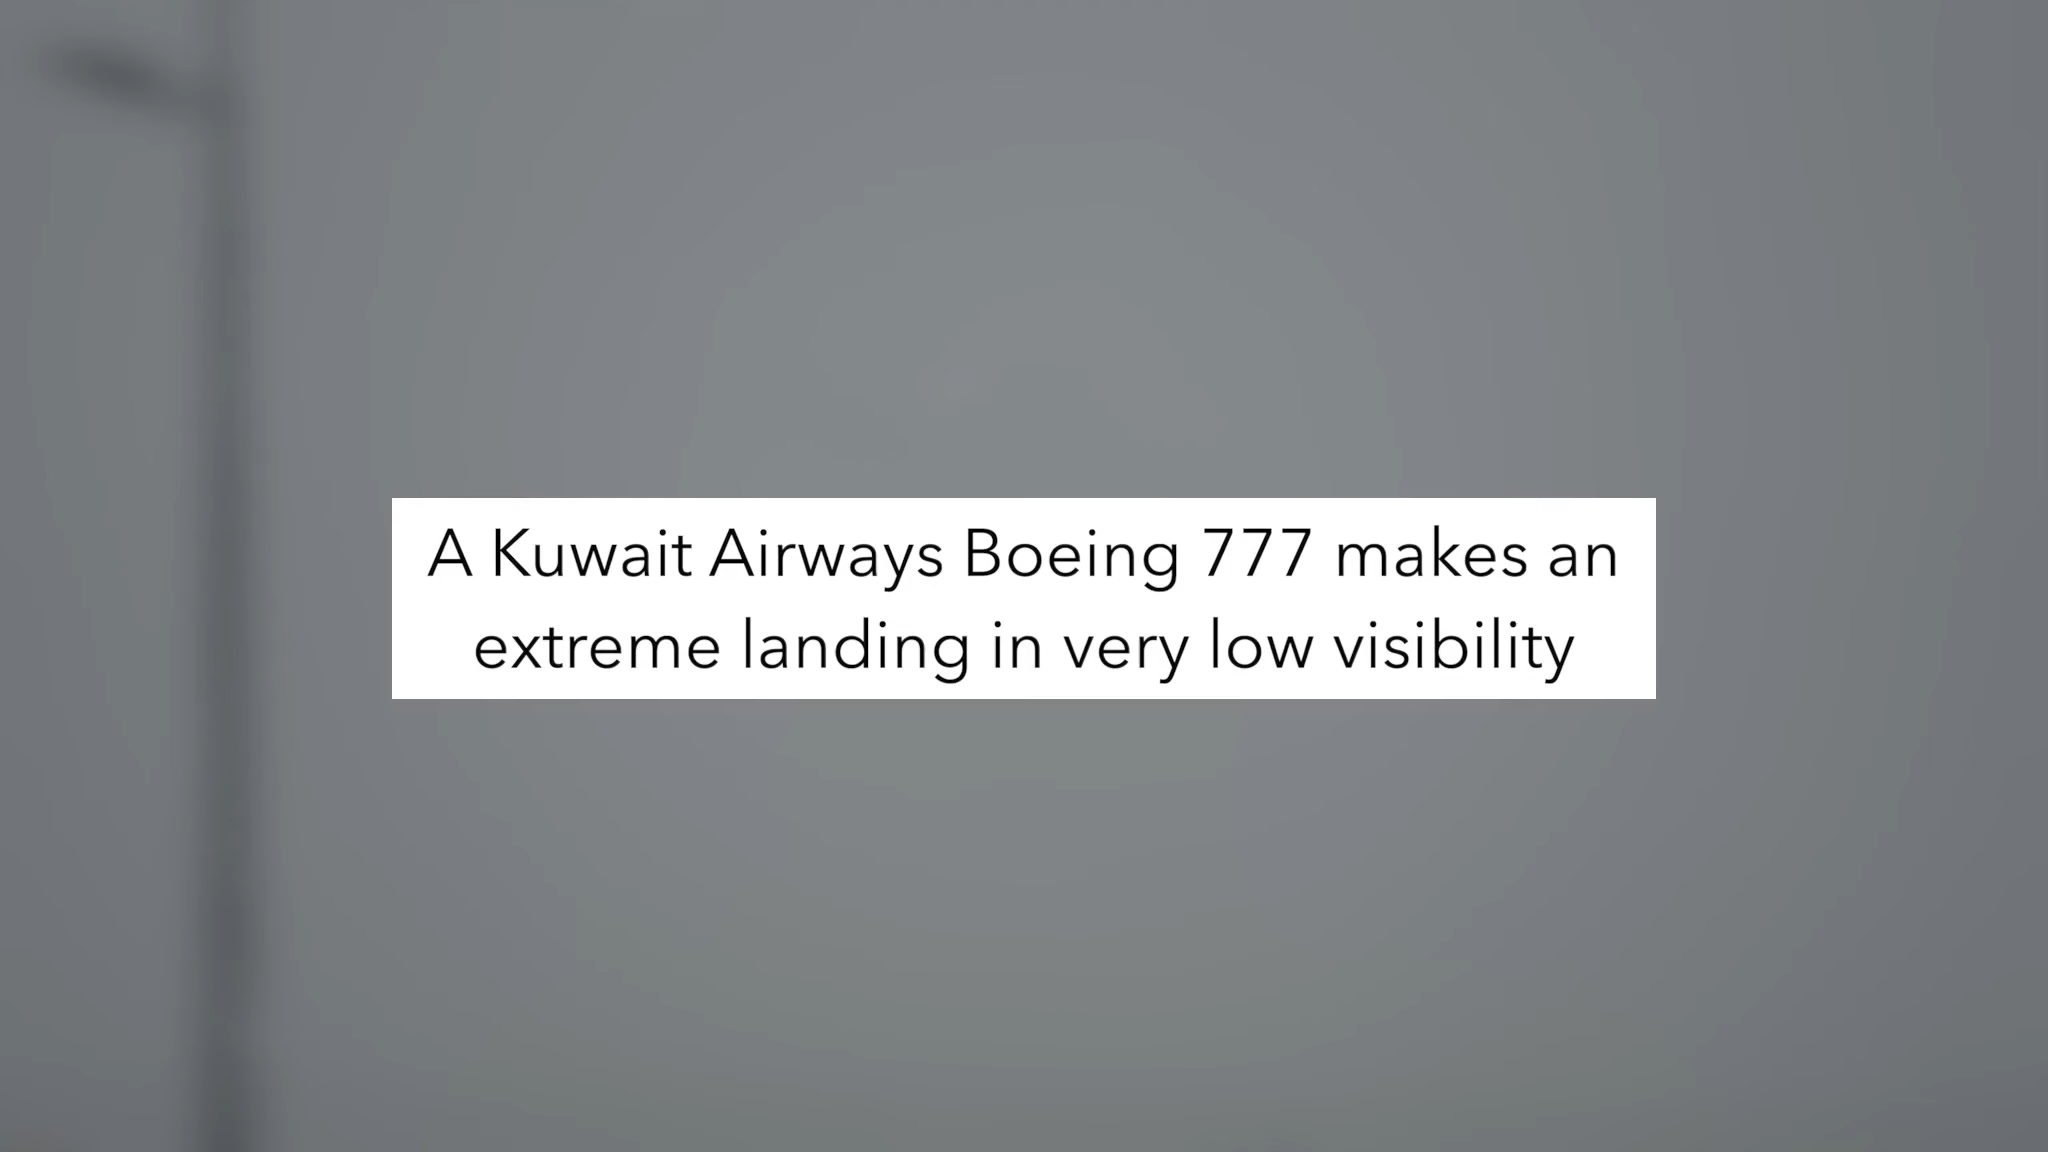 A Kuwait Airways Boeing 777 makes an
extreme landing in very low visibility